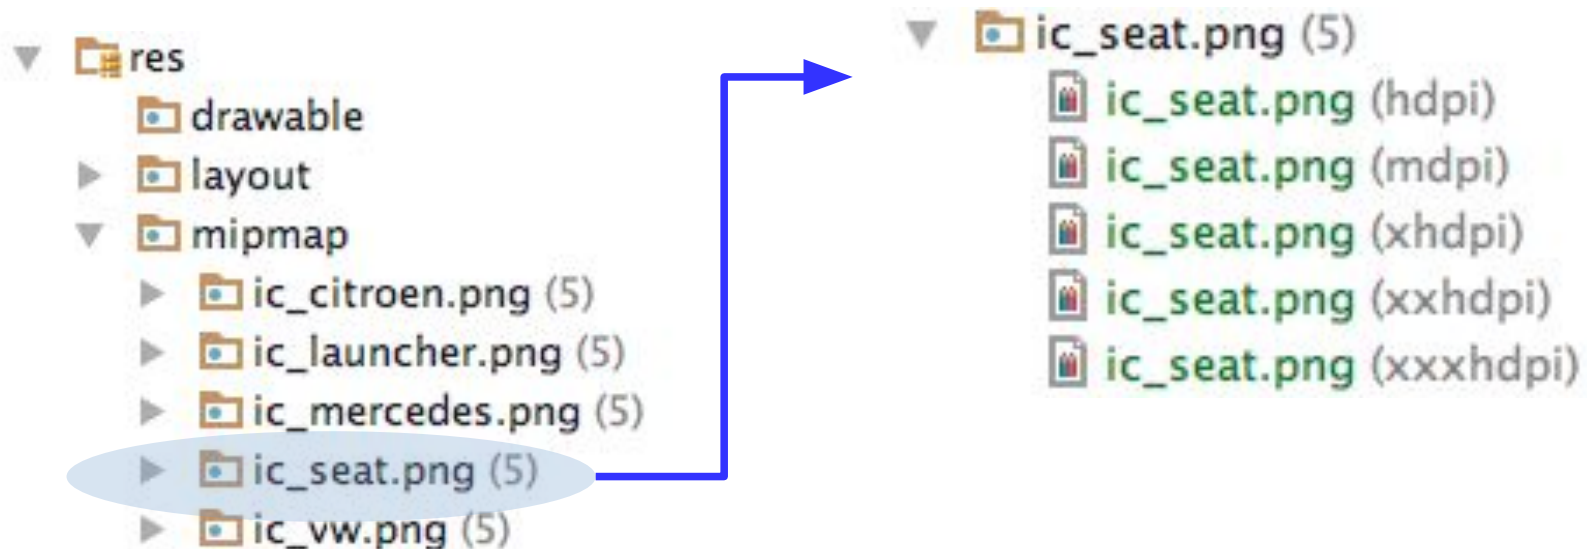 res
drawable
layout
mipmap
ic_citroen.png (5)
ic_launcher.png (5)
ic_mercedes.png (5)
ic_seat.png (5)
ic_vw.png (5)
ic_seat.png (5)
ic_seat.png (hdpi)
ic_seat.png (mdpi)
ic_seat.png (xhdpi)
ic_seat.png (xxhdpi)
ic_seat.png (xxxhdpi)